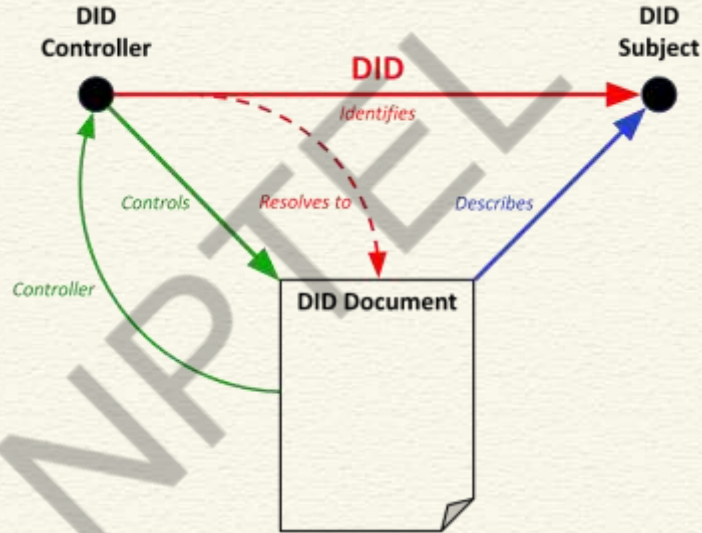 DID
Controller
DID
Subject
DID
Identifies
Controls
Resolves to
Describes
Controller
DID Document
NPTEL